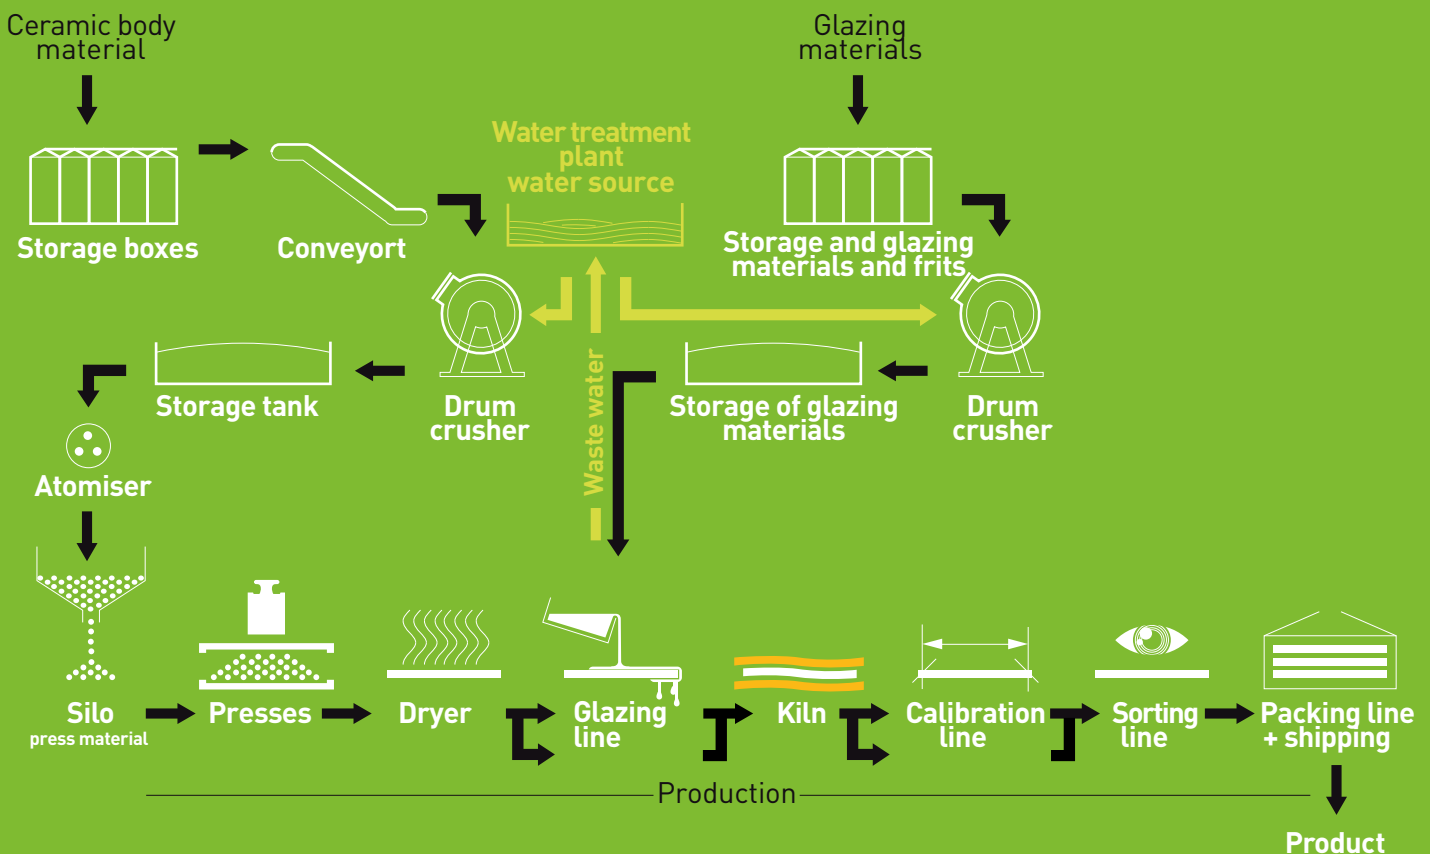 Ceramic body
material
Glazing
materials
Water treatment
plant
water source
Storage boxes
Conveyort
Storage and glazing
materials and frits
Storage tank
Drum
crusher
Waste water
Storage of glazing
materials
Drum
crusher
Atomiser
Silo
press material
Presses
Dryer
Glazing
line
Kiln
Calibration
line
Sorting
line
Packing line
+ shipping
Production
Product